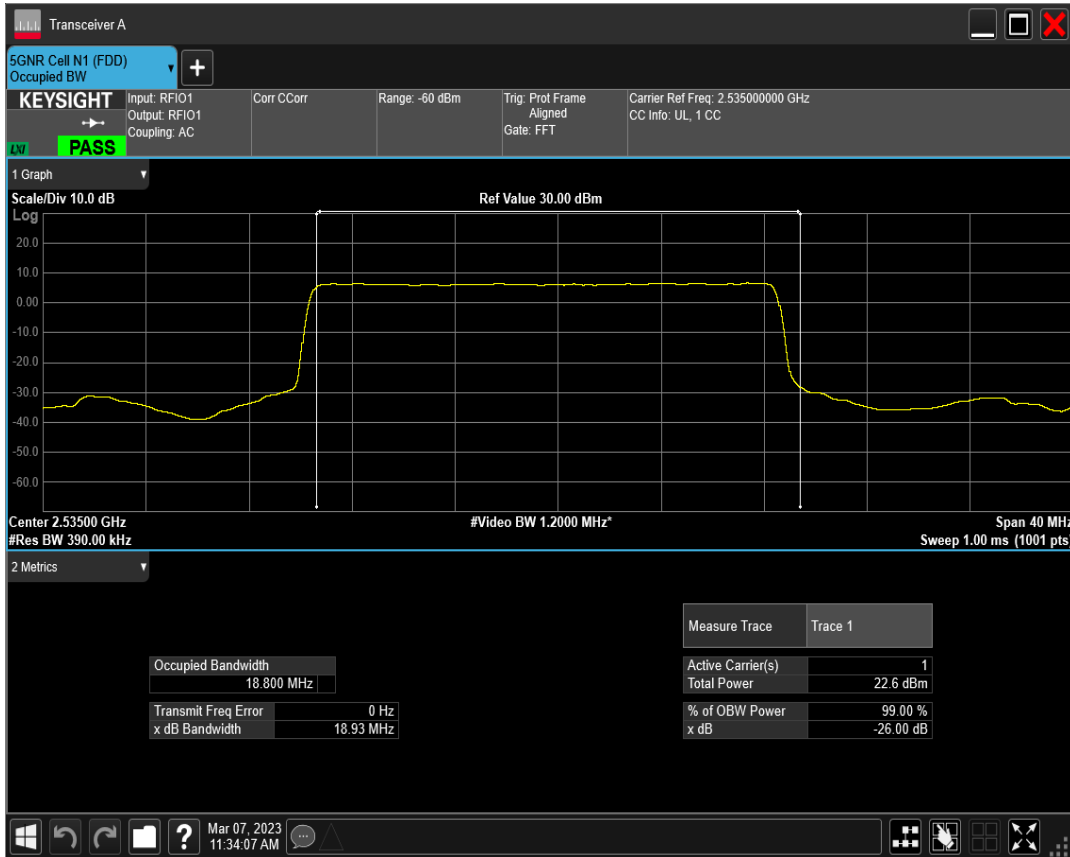 Transceiver A
5GNR Cell N1 (FDD)
Occupied BW
+
KEYSIGHT
LXI
PASS
Input: RFIO1
Output: RFIO1
Coupling: AC
Corr CCorr
Range: -60 dBm
Trig: Prot Frame
Aligned
Gate: FFT
Carrier Ref Freq: 2.535000000 GHz
CC Info: UL, 1 CC
1 Graph
Scale/Div 10.0 dB
Ref Value 30.00 dBm
Log
20.0
10.0
0.00
-10.0
-20.0
-30.0
-40.0
-50.0
-60.0
Center 2.53500 GHz
#Video BW 1.2000 MHz*
Span 40 MHz
#Res BW 390.00 kHz
Sweep 1.00 ms (1001 pts)
2 Metrics
Measure Trace Trace 1
Occupied Bandwidth
18.800 MHz
Active Carrier(s) 1
Total Power 22.6 dBm
Transmit Freq Error 0 Hz
x dB Bandwidth 18.93 MHz
% of OBW Power 99.00 %
x dB -26.00 dB
?
Mar 07, 2023
11:34:07 AM